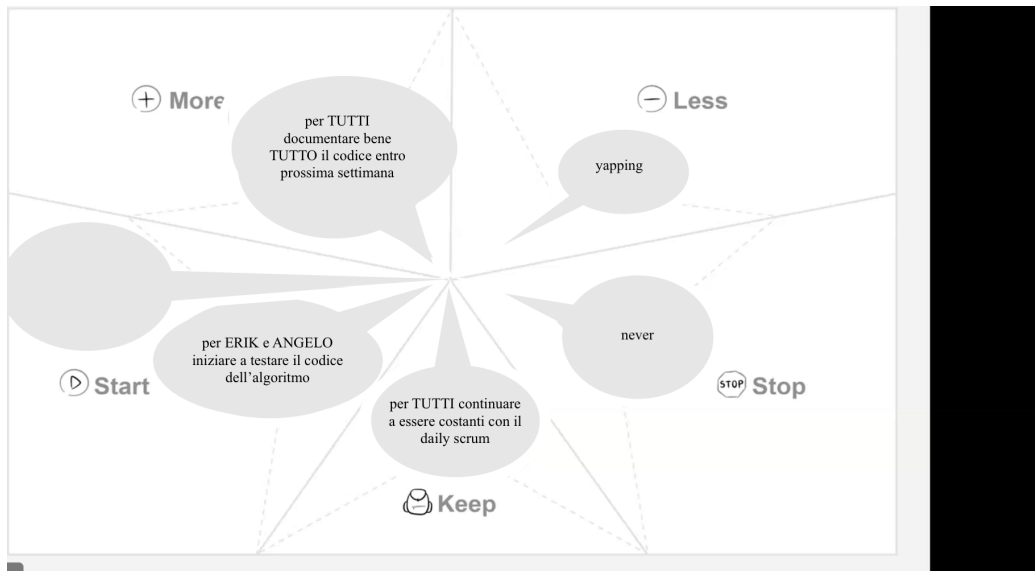 More
Less
per TUTTI
documentare bene
TUTTO il codice entro
prossima settimana
yapping
per ERIK e ANGELO
iniziare a testare il codice
dell'algoritmo
never
Start
STOP Stop
per TUTTI continuare
a essere costanti con il
daily scrum
Keep